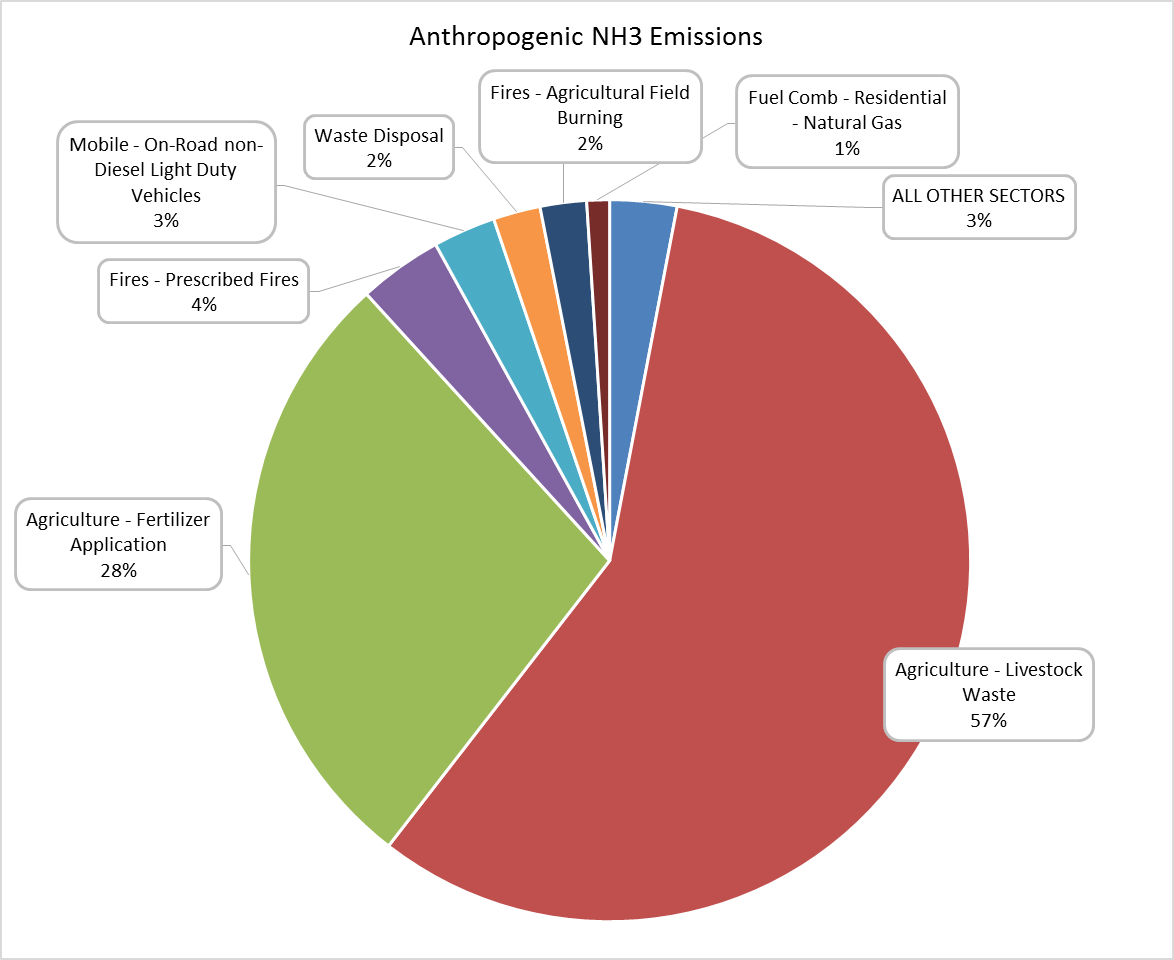 Anthropogenic NH3 Emissions
Fires - Agricultural Field
Burning
2%
Fuel Comb - Residential
- Natural Gas
1%
Waste Disposal
2%
Mobile - On-Road non-
Diesel Light Duty
Vehicles
3%
ALL OTHER SECTORS
3%
Fires - Prescribed Fires
4%
Agriculture - Fertilizer
Application
28%
Agriculture - Livestock
Waste
57%